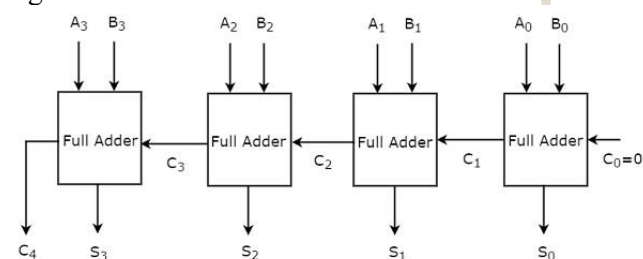 A3 B3 A2 B2 A1 B1 A0 B0
Full Adder Full Adder Full Adder Full Adder
C3 C2 C1 C0=0
C4 S3 S2 S1 S0